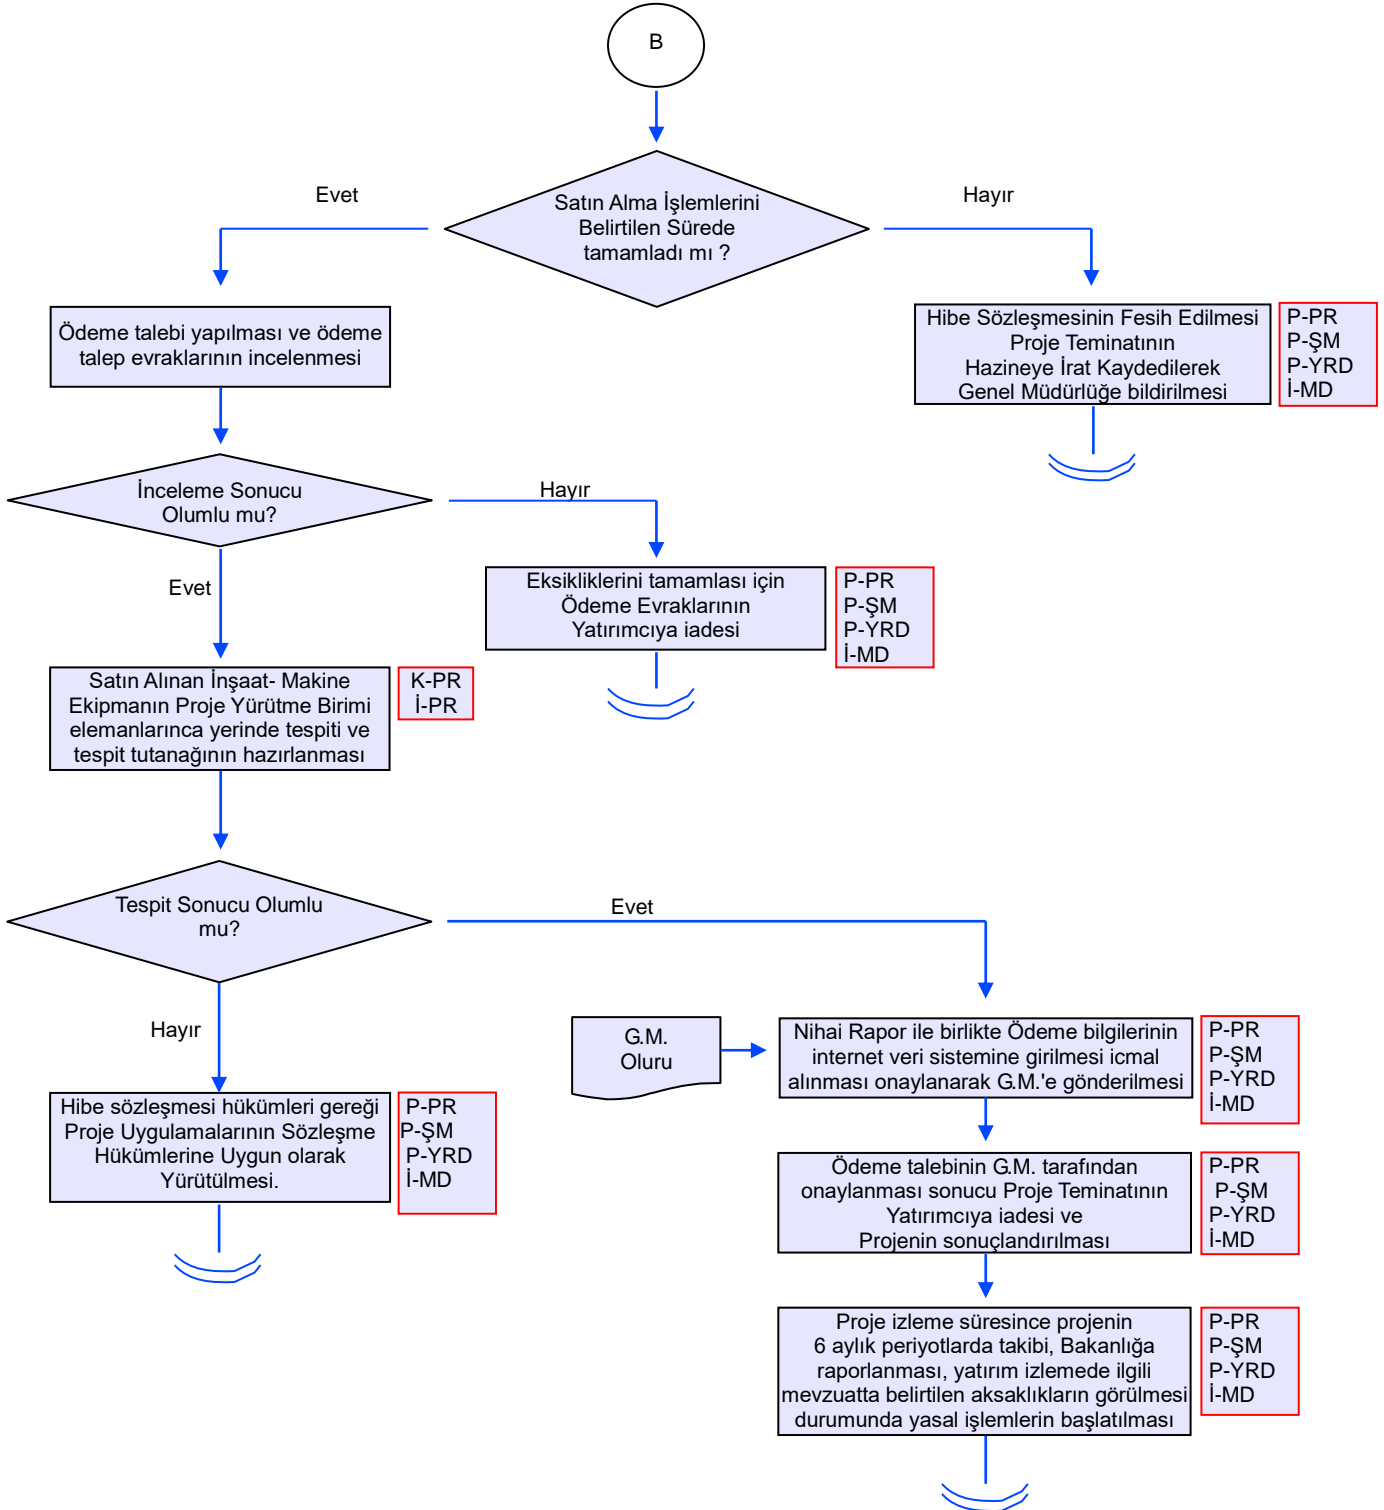 B
Evet
Satın Alma İşlemlerini
Belirtilen Sürede
tamamladı mı ?
Hayır
Ödeme talebi yapılması ve ödeme
talep evraklarının incelenmesi
Hibe Sözleşmesinin Fesih Edilmesi
Proje Teminatının
Hazineye İrat Kaydedilerek
Genel Müdürlüğe bildirilmesi
P-PR
P-ŞM
P-YRD
İ-MD
İnceleme Sonucu
Olumlu mu?
Hayır
Evet
Eksikliklerini tamamlası için
Ödeme Evraklarının
Yatırımcıya iadesi
P-PR
P-ŞM
P-YRD
İ-MD
Satın Alınan İnşaat- Makine
Ekipmanın Proje Yürütme Birimi
elemanlarınca yerinde tespiti ve
tespit tutanağının hazırlanması
K-PR
İ-PR
Tespit Sonucu Olumlu
mu?
Evet
Hayır
G.M.
Oluru
Nihai Rapor ile birlikte Ödeme bilgilerinin
internet veri sistemine girilmesi icmal
alınması onaylanarak G.M.'e gönderilmesi
P-PR
P-ŞM
P-YRD
İ-MD
Hibe sözleşmesi hükümleri gereği
Proje Uygulamalarının Sözleşme
Hükümlerine Uygun olarak
Yürütülmesi.
P-PR
P-ŞM
P-YRD
İ-MD
Ödeme talebinin G.M. tarafından
onaylanması sonucu Proje Teminatının
Yatırımcıya iadesi ve
Projenin sonuçlandırılması
P-PR
P-ŞM
P-YRD
İ-MD
Proje izleme süresince projenin
6 aylık periyotlarda takibi, Bakanlığa
raporlanması, yatırım izlemede ilgili
mevzuatta belirtilen aksaklıkların görülmesi
durumunda yasal işlemlerin başlatılması
P-PR
P-ŞM
P-YRD
İ-MD